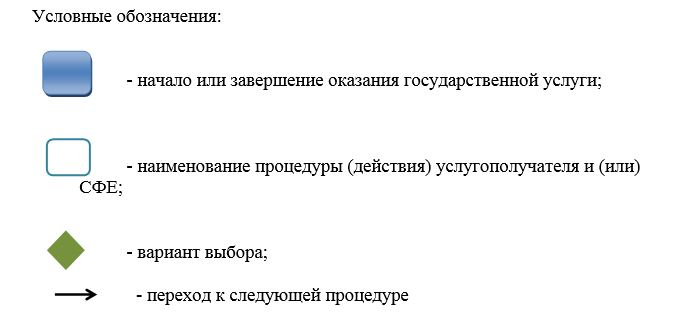 Условные обозначения:
- начало или завершение оказания государственной услуги;
- наименование процедуры (действия) услугополучателя и (или)
СФЕ;
- вариант выбора;
- переход к следующей процедуре